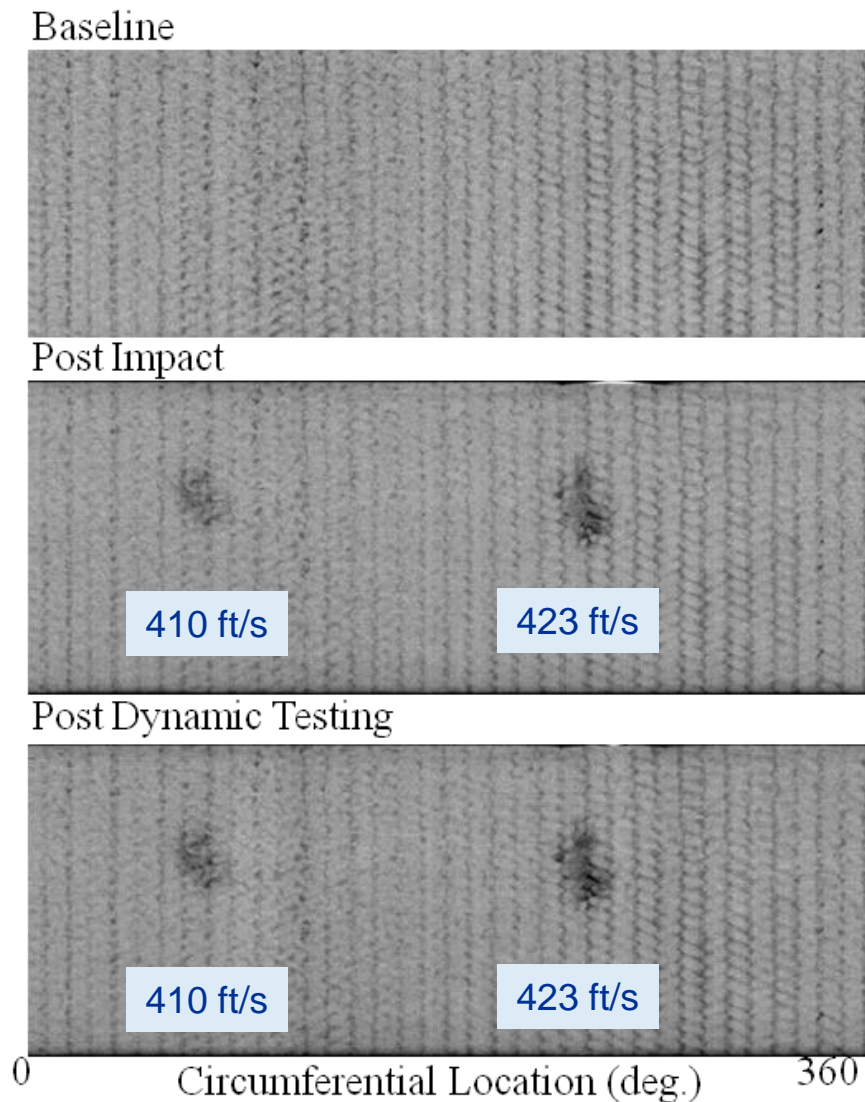 Baseline
Post Impact
410 ft/s
423 ft/s
Post Dynamic Testing
410 ft/s
423 ft/s
0
360
Circumferential Location (deg.)